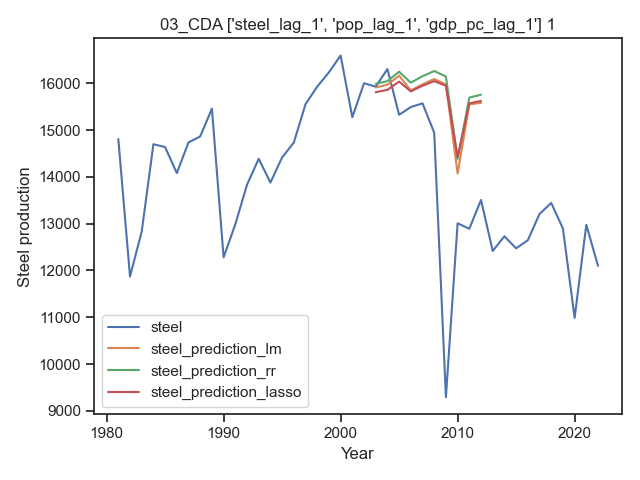 03_CDA ['steel_lag_1', 'pop_lag_1', 'gdp_pc_lag_1'] 1
16000
15000
14000
13000
12000
11000
10000
9000
Steel production
steel
steel_prediction_lm
steel_prediction_rr
steel_prediction_lasso
1980 1990 2000 2010 2020
Year